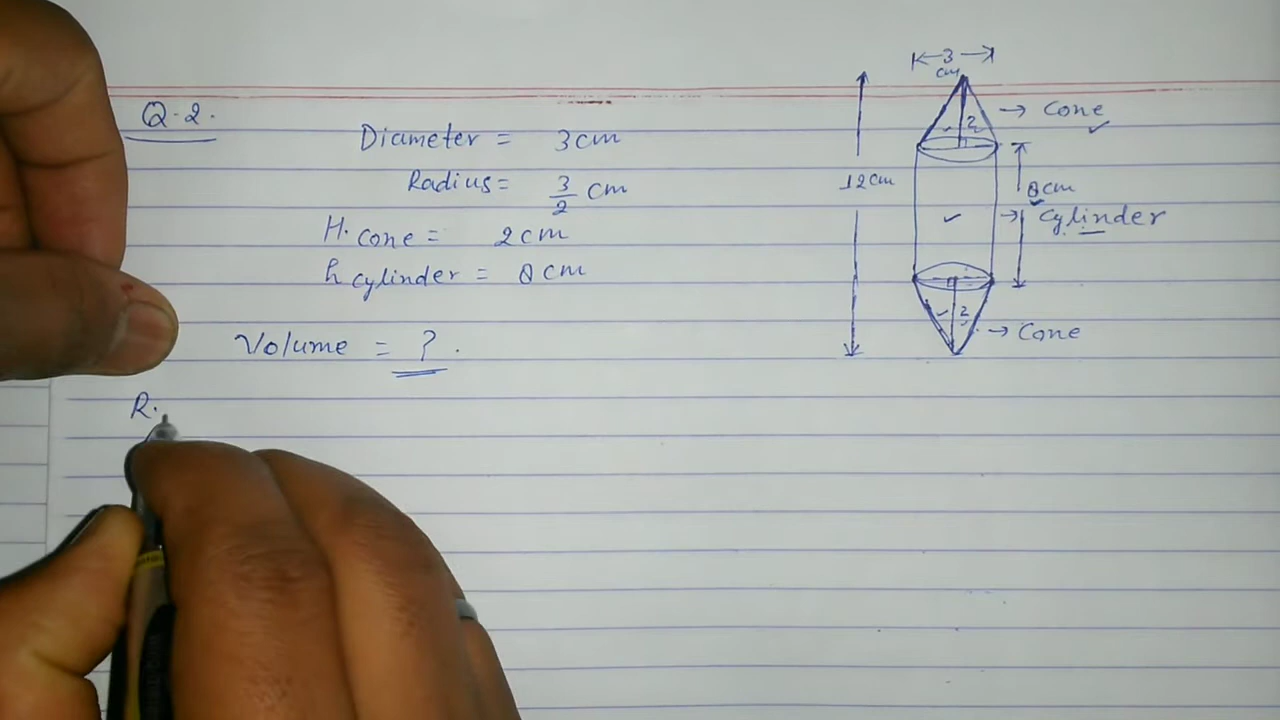 Q-2.
Diameter = 3cm
Radius = 3/2 cm
H. cone = 2cm
h cylinder = 8cm
Volume = ?.
R.
3
cm
→ Cone
2
12cm
8cm
→ Cylinder
2
→ Cone